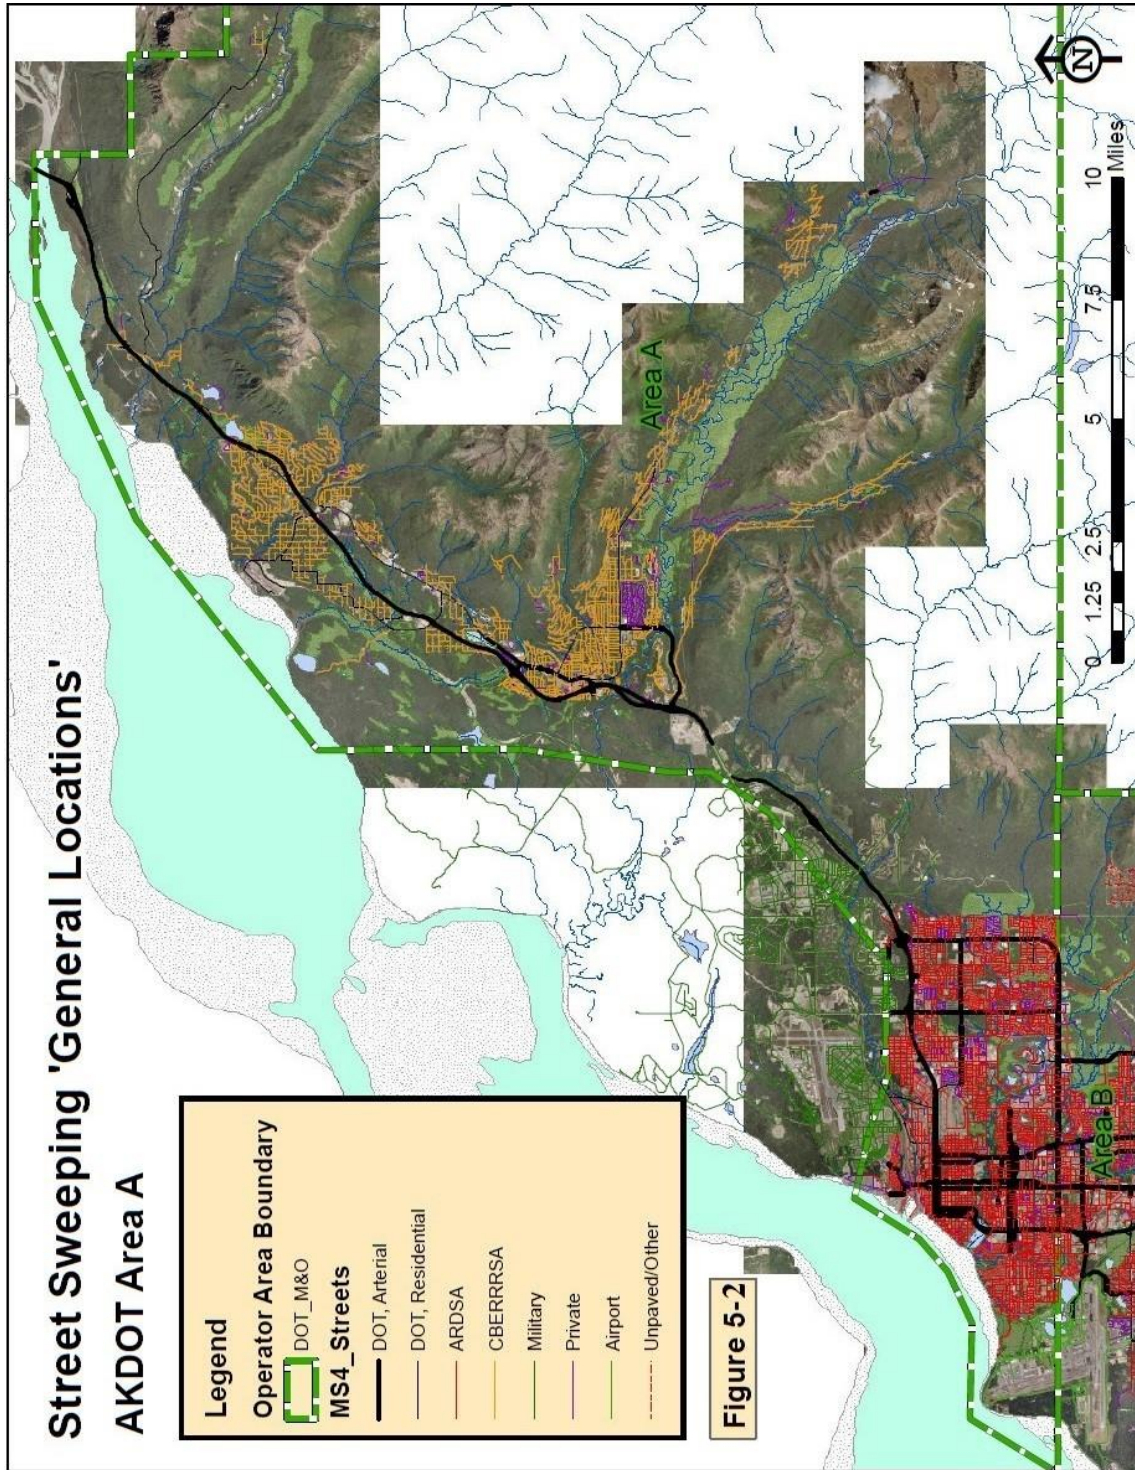 Street Sweeping 'General Locations'
AKDOT Area A
Legend
Operator Area Boundary
DOT_M&O
MS4_Streets
DOT, Arterial
DOT, Residential
ARDSA
CBERRRSA
Military
Private
Airport
Unpaved/Other
Figure 5-2
Area A
Area B
N
0 1.25 2.5 5 7.5 10
Miles